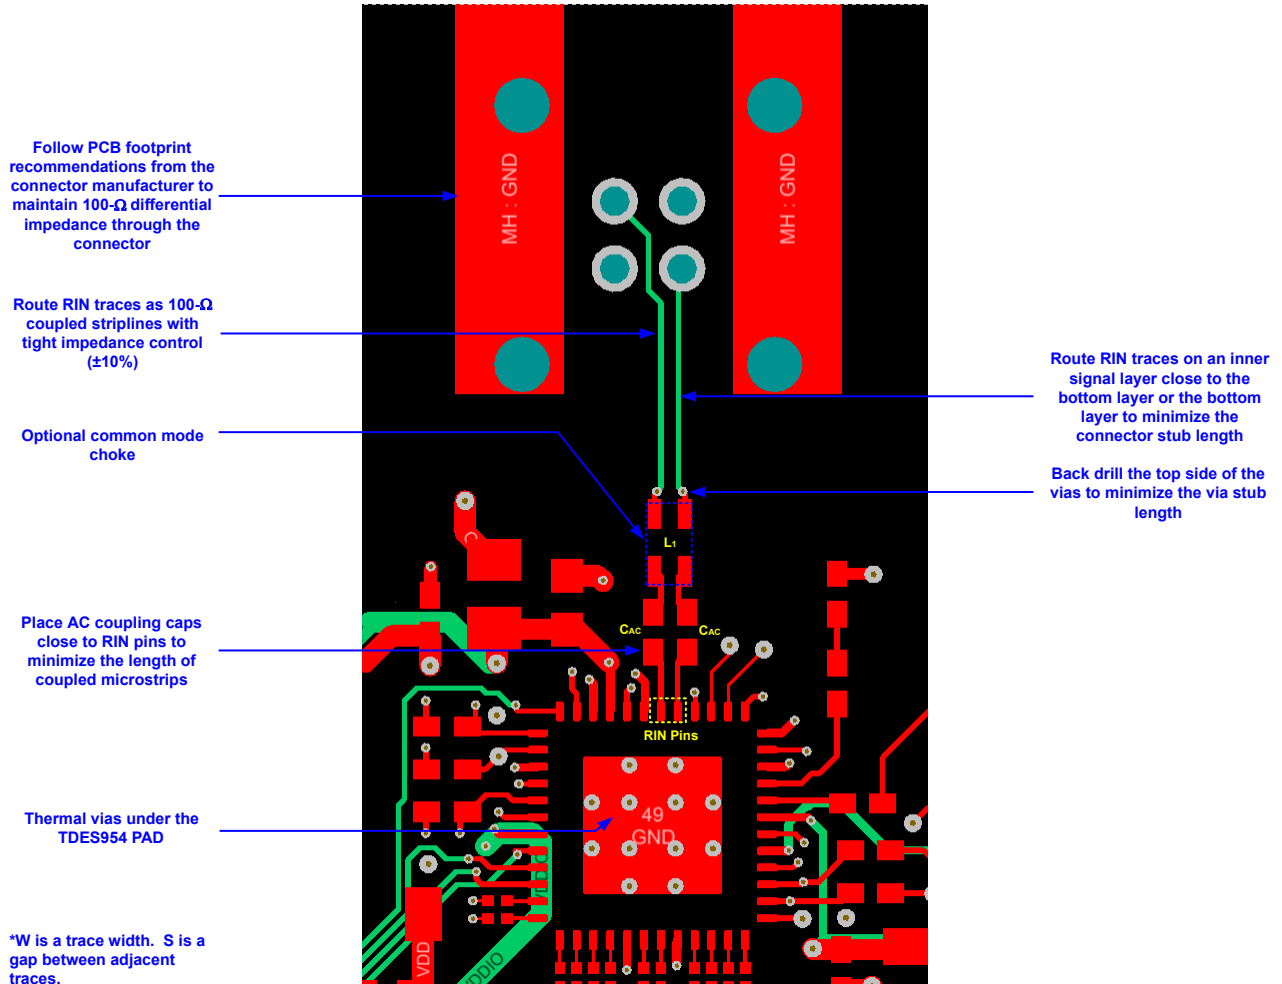 Follow PCB footprint
recommendations from the
connector manufacturer to
maintain 100-Ω differential
impedance through the
connector
Route RIN traces as 100-Ω
coupled striplines with
tight impedance control
(±10%)
Optional common mode
choke
Place AC coupling caps
close to RIN pins to
minimize the length of
coupled microstrips
Thermal vias under the
TDES954 PAD
*W is a trace width.  S is a
gap between adjacent
traces.
MH : GND
MH : GND
L1
CAC
CAC
RIN Pins
49
GND
VDD
VDDIO
Route RIN traces on an inner
signal layer close to the
bottom layer or the bottom
layer to minimize the
connector stub length
Back drill the top side of the
vias to minimize the via stub
length